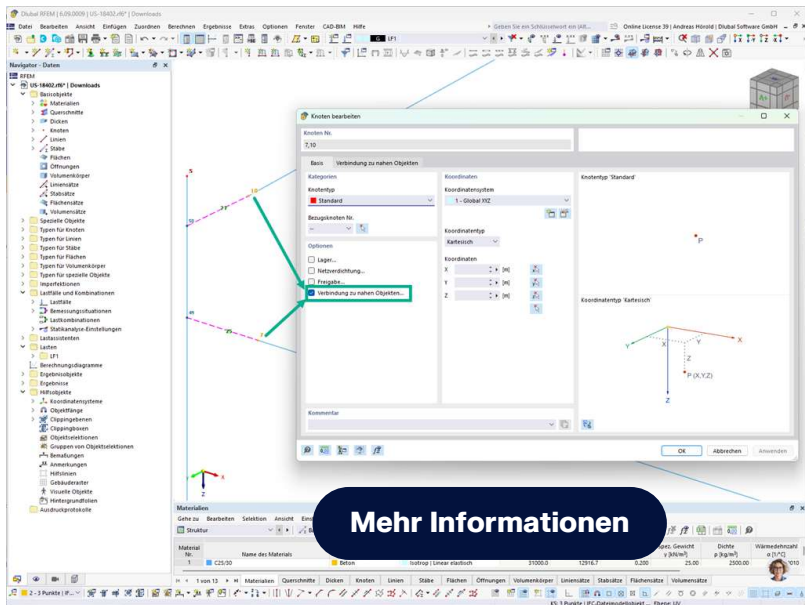 Dlubal RFEM | 6.09.0009 | US-18402.rf6* | Downloads
Datei Bearbeiten Ansicht Einfügen Zuordnen Berechnen Ergebnisse Extras Optionen Fenster CAD-BIM Hilfe
Online License 39 | Andreas Hörold | Dlubal Software GmbH
LF1
Navigator - Daten
RFEM
US-18402.rf6* | Downloads
Basisobjekte
Materialien
Querschnitte
Dicken
Knoten
Linien
Stäbe
Flächen
Öffnungen
Volumenkörper
Liniensätze
Stabsätze
Flächensätze
Volumensätze
Spezielle Objekte
Typen für Knoten
Typen für Linien
Typen für Stäbe
Typen für Flächen
Typen für Volumenkörper
Typen für spezielle Objekte
Imperfektionen
Lastfälle und Kombinationen
Lastfälle
Bemessungssituationen
Lastkombinationen
Statikanalyse-Einstellungen
Lastassistenten
Lasten
LF1
Berechnungsdiagramme
Ergebnisobjekte
Ergebnisse
Hilfsobjekte
Koordinatensysteme
Objektfänge
Clippingebenen
Clippingboxen
Objektselektionen
Gruppen von Objektselektionen
Bemaßungen
Anmerkungen
Hilfslinien
Gebäuderaster
Visuelle Objekte
Hintergrundfolien
Ausdruckprotokolle
Knoten bearbeiten
Knoten Nr.
7,10
Basis Verbindung zu nahen Objekten
Kategorien
Knotentyp
Standard
Bezugsknoten Nr.
--
Optionen
Lager...
Netzverdichtung...
Freigabe...
Verbindung zu nahen Objekten...
Koordinaten
Koordinatensystem
1 - Global XYZ
Koordinatentyp
Kartesisch
Koordinaten
X [m]
Y [m]
Z [m]
Knotentyp 'Standard'
P
Koordinatentyp 'Kartesisch'
Y X Y X
Z
P (X,Y,Z)
Z
Kommentar
OK Abbrechen Anwenden
X
Z
Mehr Informationen
Materialien
Gehe zu Bearbeiten Selektion Ansicht
Struktur
Material
Nr. Name des Materials
Gewicht Dichte Wärmedehnzahl
γ [kN/m³] ρ [kg/m³] α [1/°C]
1 C25/30 Beton Isotrop | Linear elastisch 31000.0 12916.7 0.200 25.00 2500.00
1 von 13 Materialien Querschnitte Dicken Knoten Linien Stäbe Flächen Öffnungen Volumenkörper Liniensätze Stabsätze Flächensätze Volumensätze